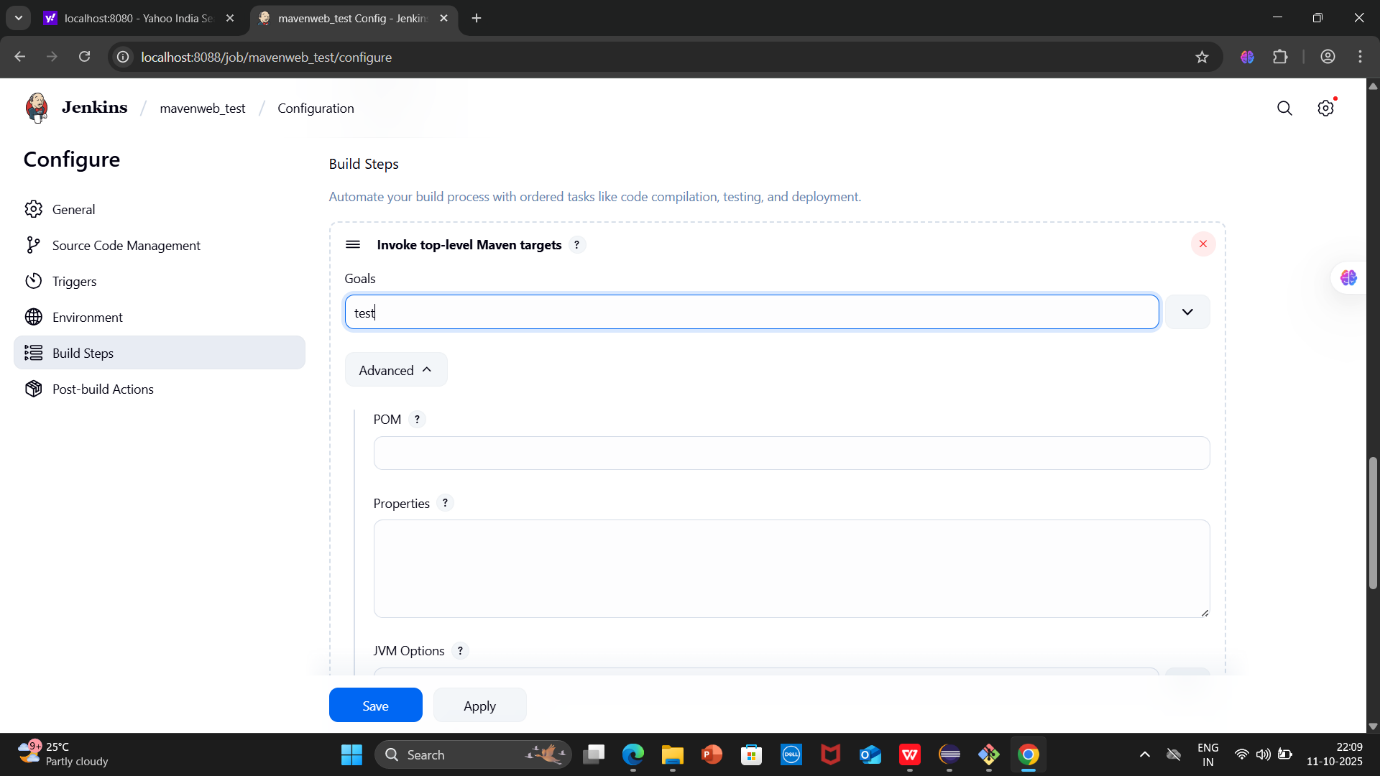 localhost:8080 - Yahoo India Se
mavenweb_test Config - Jenkins
localhost:8088/job/mavenweb_test/configure
Jenkins / mavenweb_test / Configuration
Configure
General
Source Code Management
Triggers
Environment
Build Steps
Post-build Actions
Build Steps
Automate your build process with ordered tasks like code compilation, testing, and deployment.
Invoke top-level Maven targets ?
Goals
test
Advanced
POM ?
Properties ?
JVM Options ?
Save
Apply
9+
25°C
Partly cloudy
Search
ENG
IN
22:09
11-10-2025